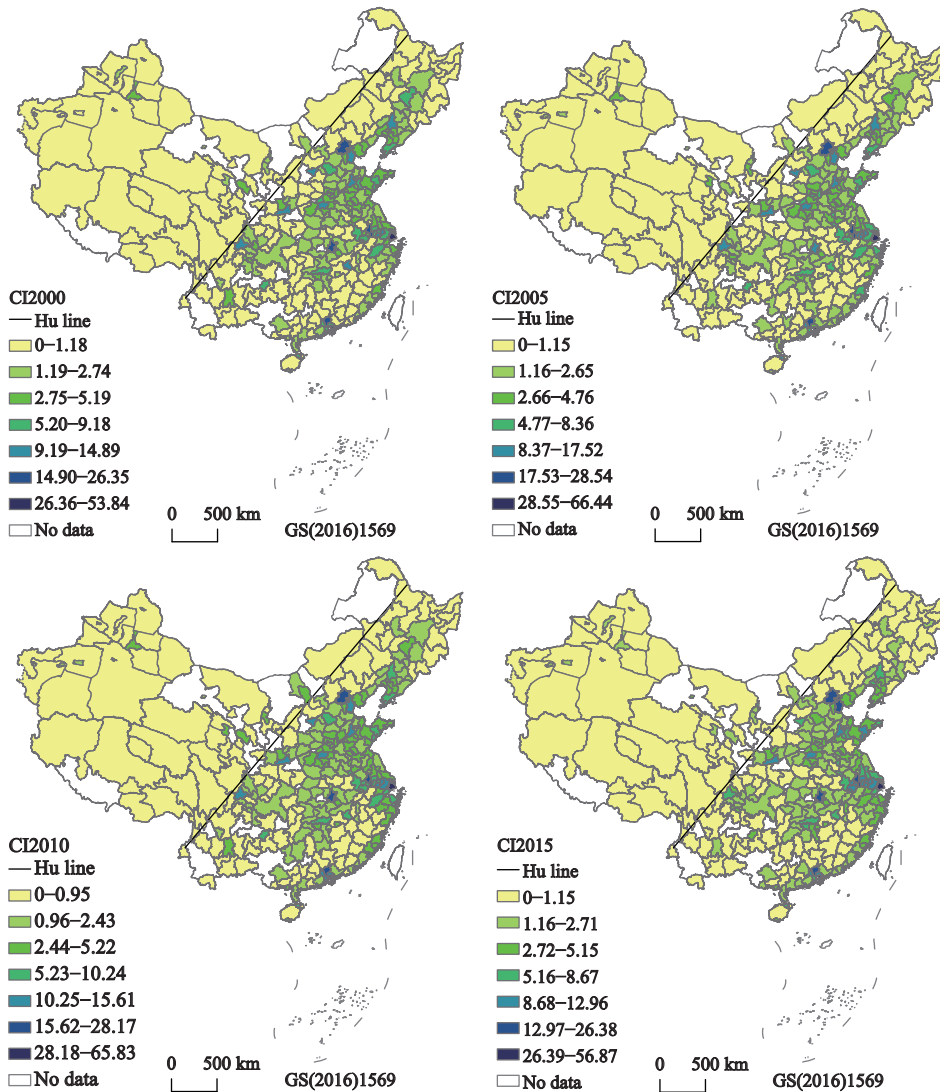 CI2000
Hu line
0–1.18
1.19–2.74
2.75–5.19
5.20–9.18
9.19–14.89
14.90–26.35
26.36–53.84
No data
0 500 km
GS(2016)1569
CI2005
Hu line
0–1.15
1.16–2.65
2.66–4.76
4.77–8.36
8.37–17.52
17.53–28.54
28.55–66.44
No data
0 500 km
GS(2016)1569
CI2010
Hu line
0–0.95
0.96–2.43
2.44–5.22
5.23–10.24
10.25–15.61
15.62–28.17
28.18–65.83
No data
0 500 km
GS(2016)1569
CI2015
Hu line
0–1.15
1.16–2.71
2.72–5.15
5.16–8.67
8.68–12.96
12.97–26.38
26.39–56.87
No data
0 500 km
GS(2016)1569